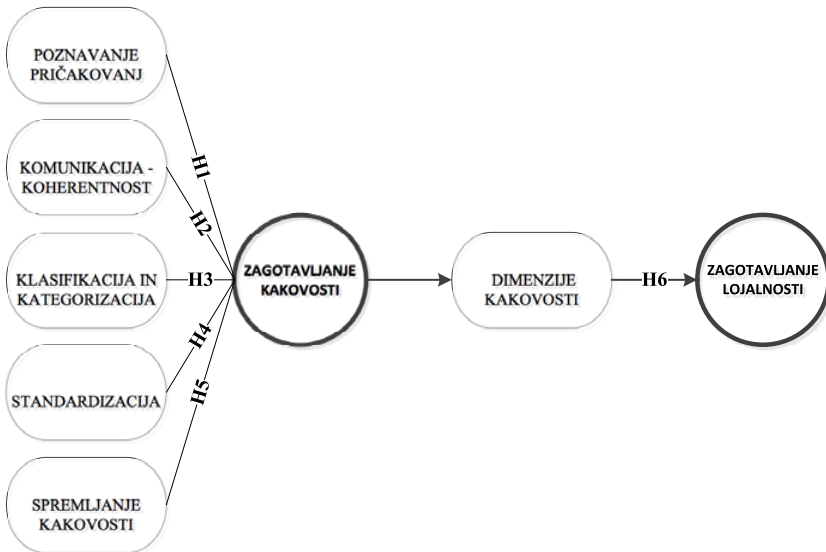 POZNAVANJE
PRIČAKOVANJ
H1
KOMUNIKACIJA -
KOHERENTNOST
H2
KLASIFIKACIJA IN
KATEGORIZACIJA
H3
STANDARDIZACIJA
H4
SPREMLJANJE
KAKOVOSTI
H5
ZAGOTAVLJANJE
KAKOVOSTI
DIMENZIJE
KAKOVOSTI
H6
ZAGOTAVLJANJE
LOJALNOSTI